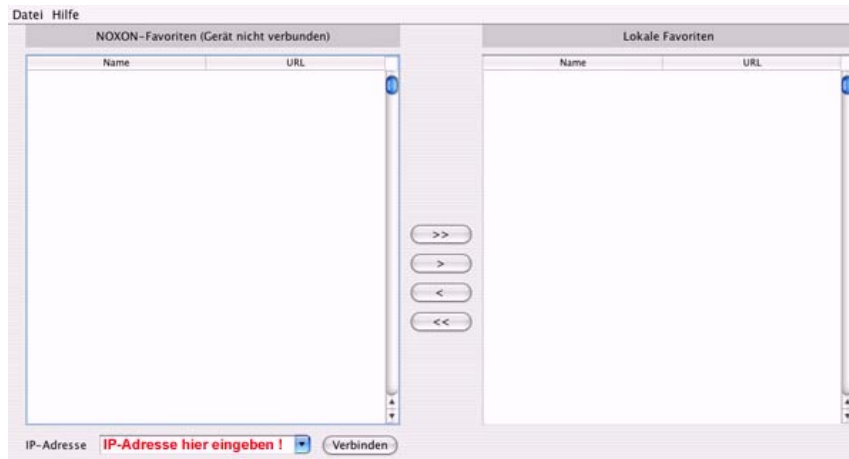 Datei Hilfe
NOXON-Favoriten (Gerät nicht verbunden)
Lokale Favoriten
Name URL
Name URL
>>
>
<
<<
IP-Adresse IP-Adresse hier eingeben ! Verbinden